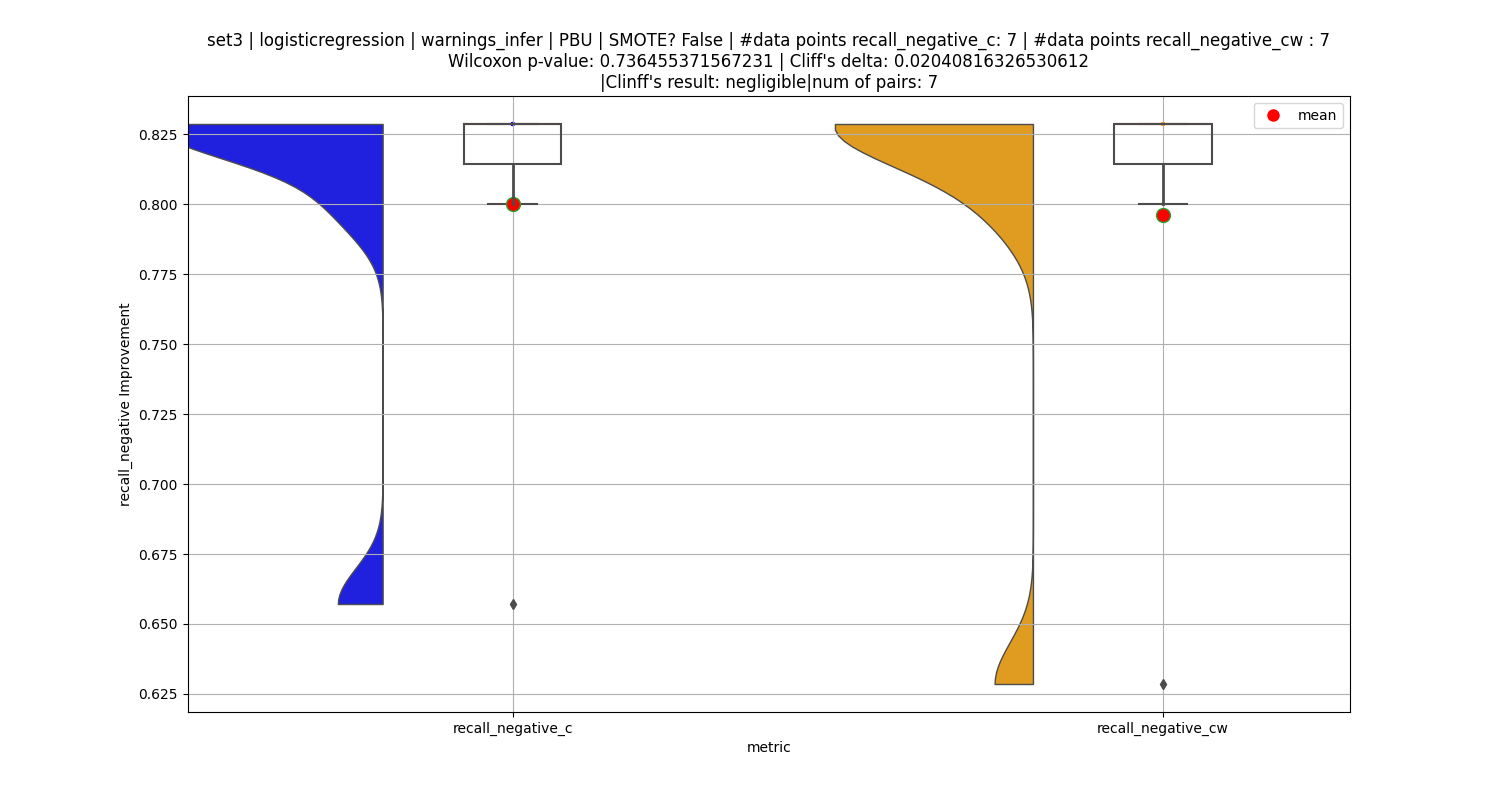 set3 | logisticregression | warnings_infer | PBU | SMOTE? False | #data points recall_negative_c: 7 | #data points recall_negative_cw : 7
Wilcoxon p-value: 0.736455371567231 | Cliff's delta: 0.02040816326530612
|Clinff's result: negligible|num of pairs: 7
mean
0.825
0.800
0.775
0.750
0.725
0.700
0.675
0.650
0.625
recall_negative Improvement
recall_negative_c
recall_negative_cw
metric